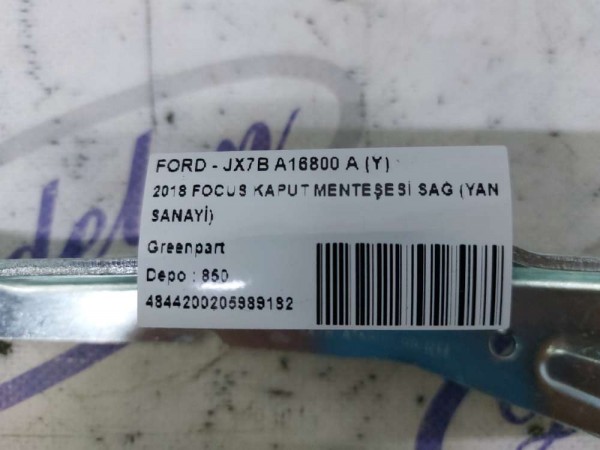 FORD - JX7B A16800 A (Y)
2018 FOCUS KAPUT MENTEŞESİ SAĞ (YAN
SANAYİ)
Greenpart
Depo : 850
4844200205989182